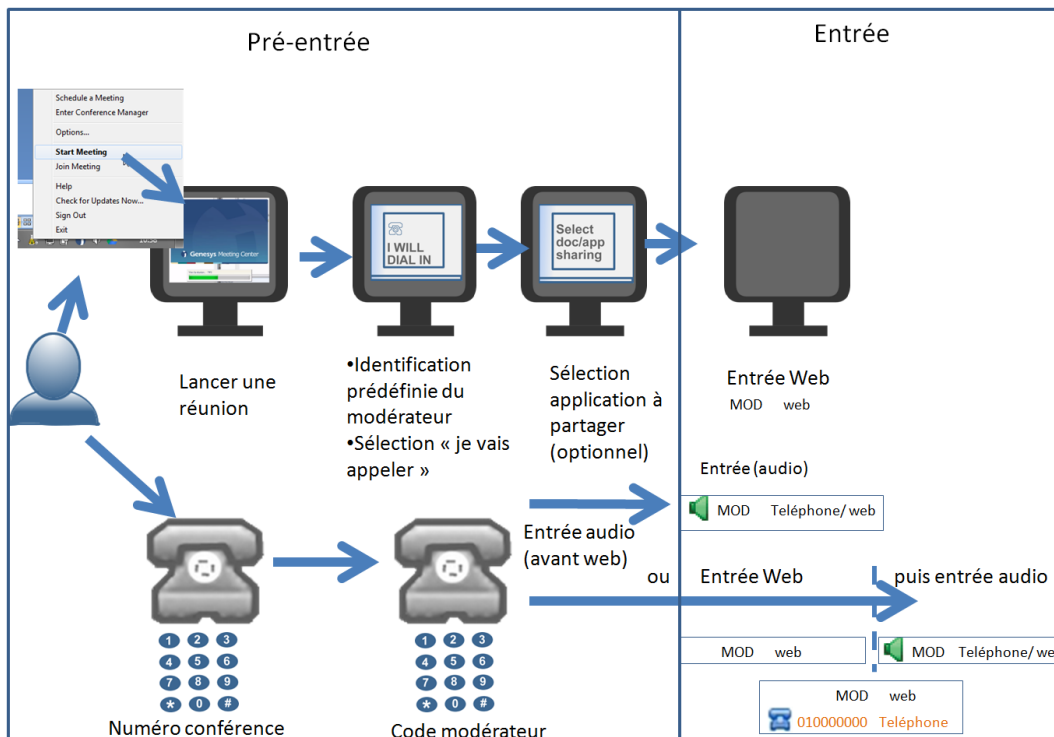 Pré-entrée
Entrée
Schedule a Meeting
Enter Conference Manager
Options...
Start Meeting
Join Meeting
Help
Check for Updates Now...
Sign Out
Exit
Genesys Meeting Center
I WILL
DIAL IN
Select
doc/app
sharing
Lancer une
réunion
•Identification
prédéfinie du
modérateur
•Sélection « je vais
appeler »
Sélection
application à
partager
(optionnel)
Entrée Web
MOD web
Entrée (audio)
MOD Teléphone/ web
Entrée audio
(avant web)
ou
Entrée Web
puis entrée audio
1 2 3
4 5 6
7 8 9
* 0 #
1 2 3
4 5 6
7 8 9
* 0 #
MOD web
MOD Teléphone/ we
MOD web
010000000 Teléphone
Numéro conférence
Code modérateur